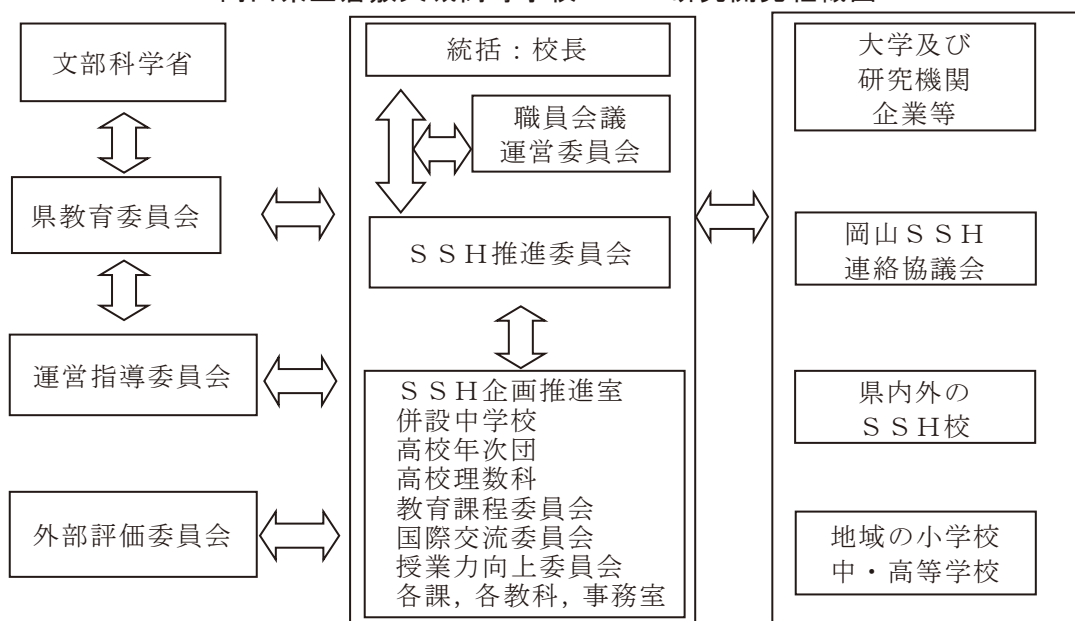 文部科学省
県教育委員会
運営指導委員会
外部評価委員会
統括：校長
職員会議
運営委員会
ＳＳＨ推進委員会
ＳＳＨ企画推進室
併設中学校
高校年次団
高校理数科
教育課程委員会
国際交流委員会
授業力向上委員会
各課，各教科，事務室
大学及び
研究機関
企業等
岡山ＳＳＨ
連絡協議会
県内外の
ＳＳＨ校
地域の小学校
中・高等学校